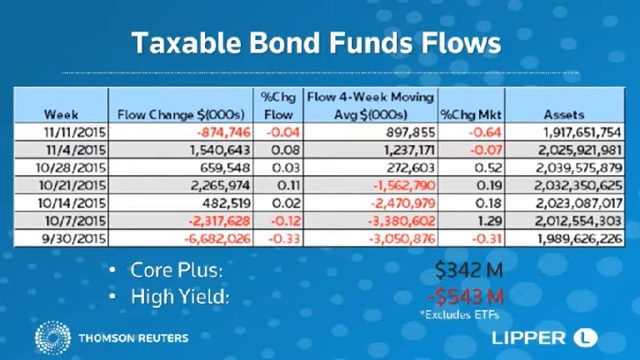 Taxable Bond Funds Flows
Week Flow Change $(000s) %Chg Flow Flow 4-Week Moving Avg $(000s) %Chg Mkt Assets
11/11/2015 -874,746 -0.04 897,855 -0.64 1,917,651,754
11/4/2015 1,540,643 0.08 1,237,171 -0.07 2,025,921,981
10/28/2015 659,548 0.03 272,603 0.52 2,039,575,879
10/21/2015 2,265,974 0.11 -1,562,790 0.19 2,032,350,625
10/14/2015 482,519 0.02 -2,470,979 0.18 2,023,087,017
10/7/2015 -2,317,628 -0.12 -3,380,602 1.29 2,012,554,303
9/30/2015 -6,682,026 -0.33 -3,050,876 -0.31 1,989,626,226
• Core Plus: $342 M
• High Yield: -$543 M
*Excludes ETFs
THOMSON REUTERS
LIPPER L